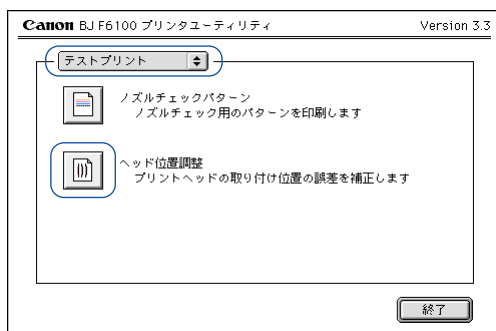 Canon BJ F6100 プリンタユーティリティ Version 3.3
テストプリント
ノズルチェックパターン
ノズルチェック用のパターンを印刷します
ヘッド位置調整
プリントヘッドの取り付け位置の誤差を補正します
終了